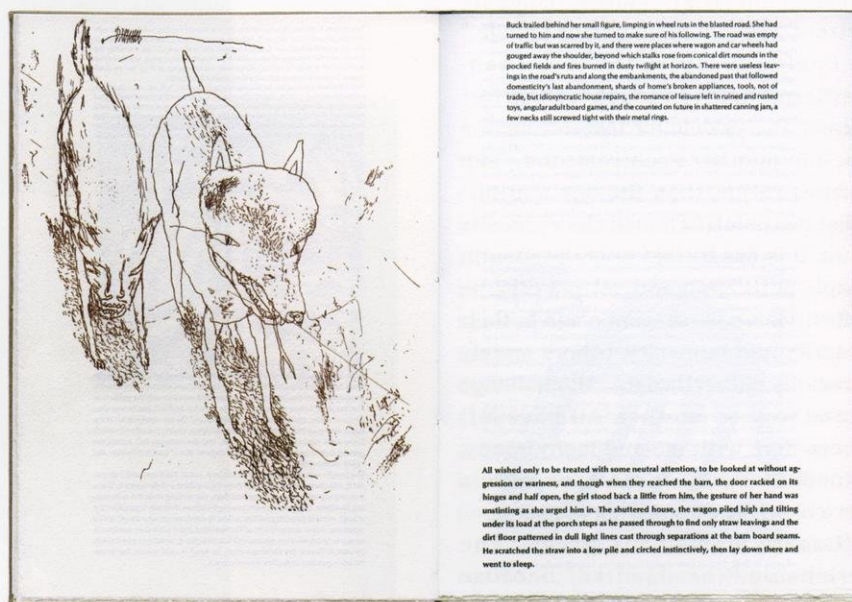 Buck trailed behind her small figure, limping in wheel ruts in the blasted road. She had
turned to him and now she turned to make sure of his following. The road was empty
of traffic but was scarred by it, and there were places where wagon and car wheels had
gouged away the shoulder, beyond which stalks rose from conical dirt mounds in the
pocked fields and fires burned in dusty twilight at horizon. There were useless leav-
ings in the road's ruts and along the embankments, the abandoned past that followed
domesticity's last abandonment, shards of home's broken appliances, tools, not of
trade, but idiosyncratic house repairs, the romance of leisure left in ruined and rusted
toys, angular adult board games, and the counted on future in shattered canning jars, a
few necks still screwed tight with their metal rings.
All wished only to be treated with some neutral attention, to be looked at without ag-
gression or wariness, and though when they reached the barn, the door racked on its
hinges and half open, the girl stood back a little from him, the gesture of her hand was
unstinting as she urged him in. The shuttered house, the wagon piled high and tilting
under its load at the porch steps as he passed through to find only straw leavings and the
dirt floor patterned in dull light lines cast through separations at the barn board seams.
He scratched the straw into a low pile and circled instinctively, then lay down there and
went to sleep.